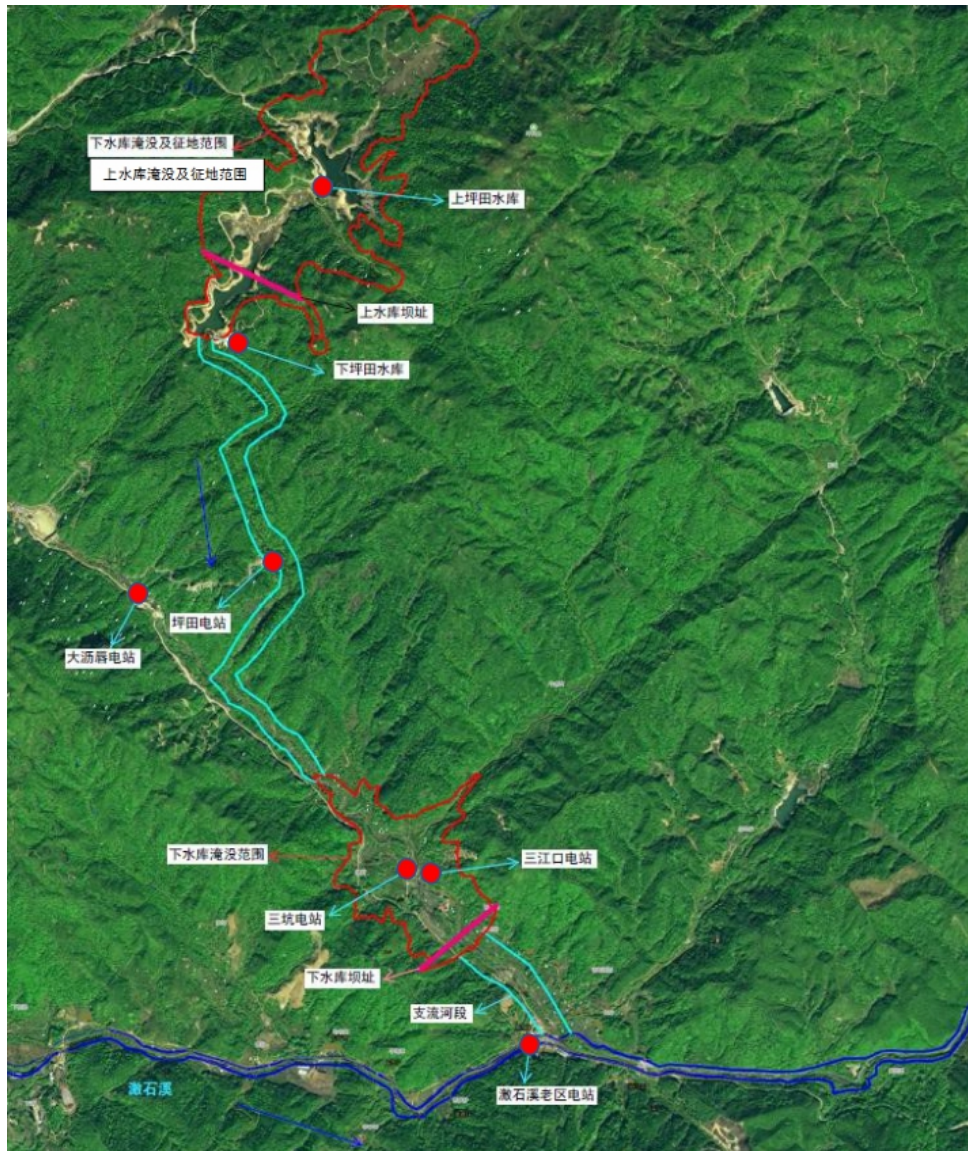 下水库淹没及征地范围
上水库淹没及征地范围
上坪田水库
上水库坝址
下坪田水库
坪田电站
大沥唇电站
下水库淹没范围
三江口电站
三坑电站
下水库坝址
支流河段
漖石溪老区电站
漖石溪